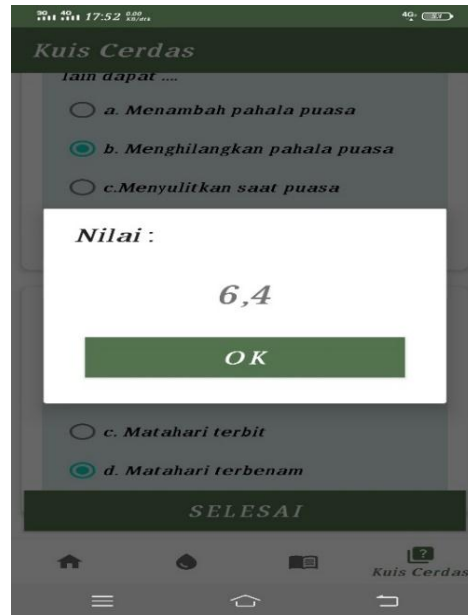 17:52
Kuis Cerdas
lain dapat ....
a. Menambah pahala puasa
b. Menghilangkan pahala puasa
c.Menyulitkan saat puasa
Nilai :
6,4
OK
c. Matahari terbit
d. Matahari terbenam
SELESAI
Kuis Cerdas